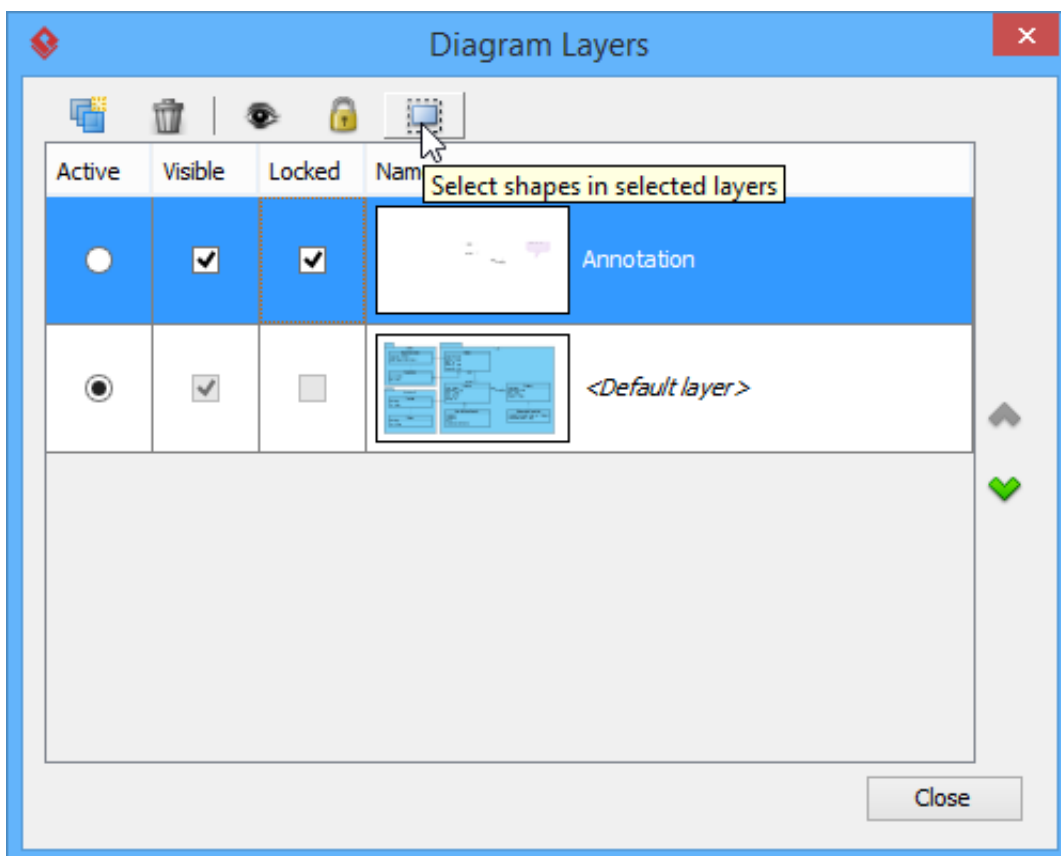 Diagram Layers
Active Visible Locked Nam
Select shapes in selected layers
Annotation
<Default layer>
Close